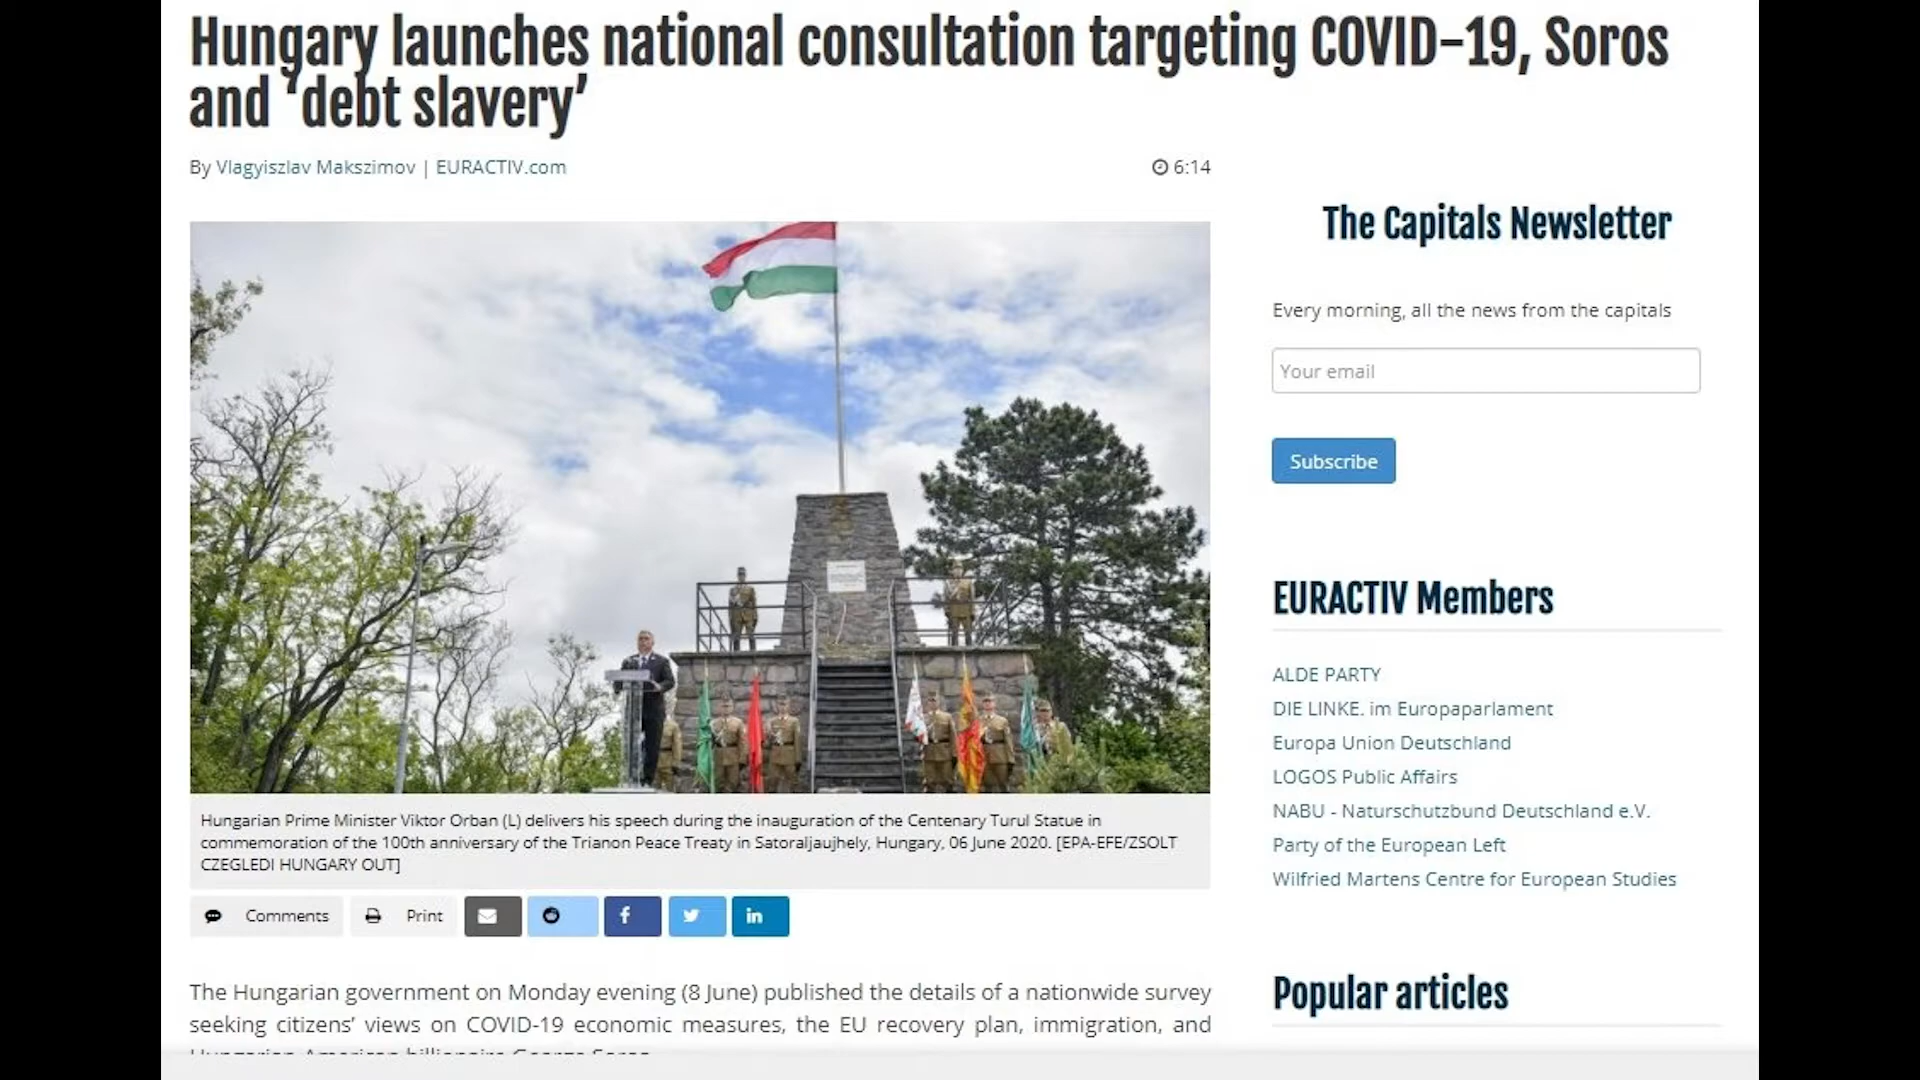 Hungary launches national consultation targeting COVID-19, Soros
and ‘debt slavery’
By Vlagyiszlav Makszimov | EURACTIV.com
6:14
Hungarian Prime Minister Viktor Orban (L) delivers his speech during the inauguration of the Centenary Turul Statue in
commemoration of the 100th anniversary of the Trianon Peace Treaty in Satoraljaujhely, Hungary, 06 June 2020. [EPA-EFE/ZSOLT
CZEGLEDI HUNGARY OUT]
Comments
Print
The Hungarian government on Monday evening (8 June) published the details of a nationwide survey
seeking citizens’ views on COVID-19 economic measures, the EU recovery plan, immigration, and
Hungarian-American billionaire George Soros.
The Capitals Newsletter
Every morning, all the news from the capitals
Your email
Subscribe
EURACTIV Members
ALDE PARTY
DIE LINKE. im Europaparlament
Europa Union Deutschland
LOGOS Public Affairs
NABU - Naturschutzbund Deutschland e.V.
Party of the European Left
Wilfried Martens Centre for European Studies
Popular articles